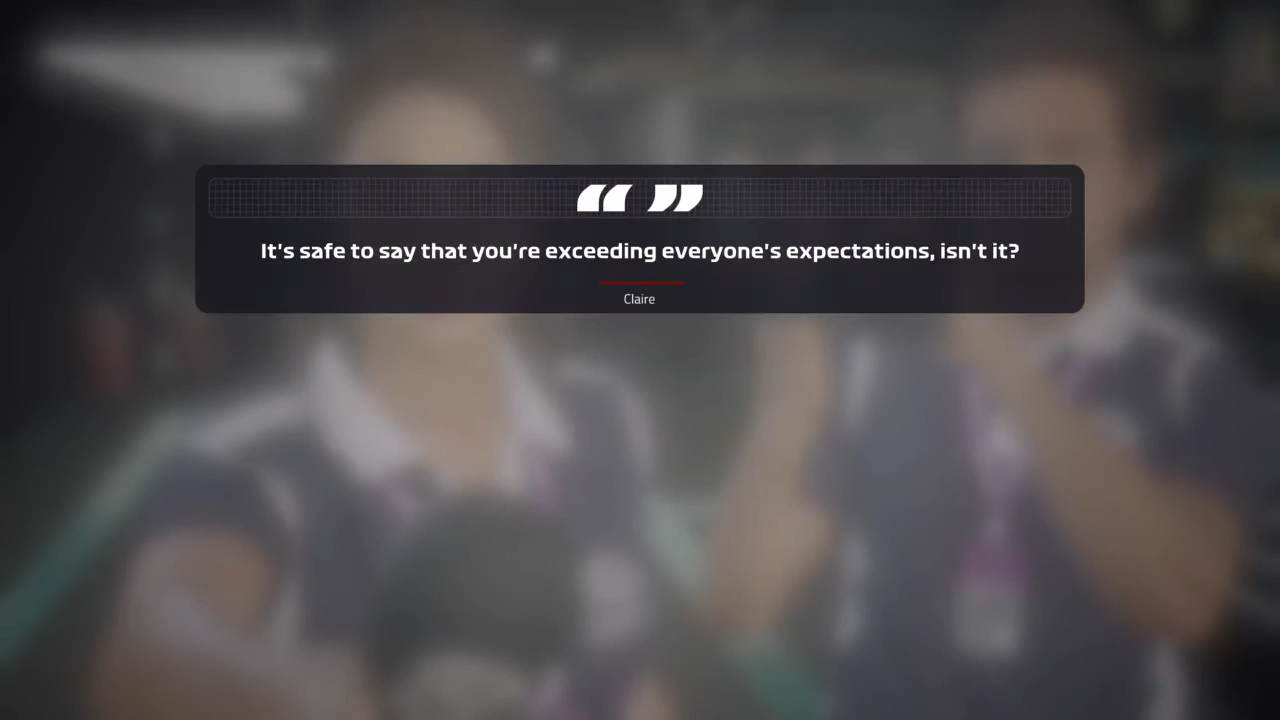 “ ”
It's safe to say that you're exceeding everyone's expectations, isn't it?
Claire